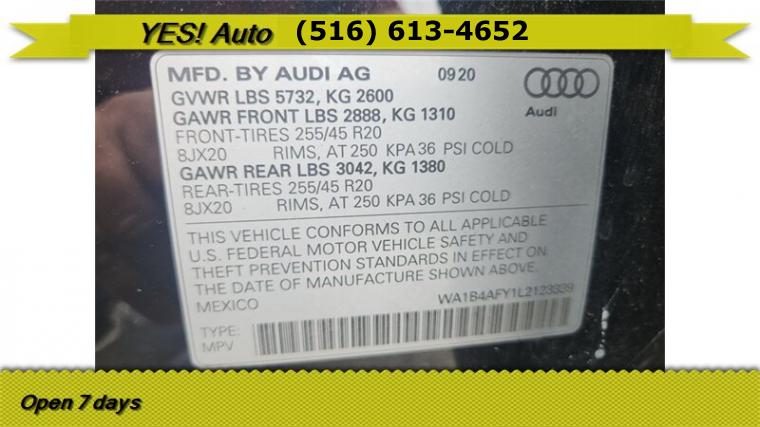 YES! Auto (516) 613-4652
MFD. BY AUDI AG 09 20
GVWR LBS 5732, KG 2600
GAWR FRONT LBS 2888, KG 1310
Audi
FRONT-TIRES 255/45 R20
8JX20 RIMS, AT 250 KPA 36 PSI COLD
GAWR REAR LBS 3042, KG 1380
REAR-TIRES 255/45 R20
8JX20 RIMS, AT 250 KPA 36 PSI COLD
THIS VEHICLE CONFORMS TO ALL APPLICABLE
U.S. FEDERAL MOTOR VEHICLE SAFETY AND
THEFT PREVENTION STANDARDS IN EFFECT ON
THE DATE OF MANUFACTURE SHOWN ABOVE.
MEXICO WA1B4AFY1L2123339
TYPE:
MPV
Open 7 days